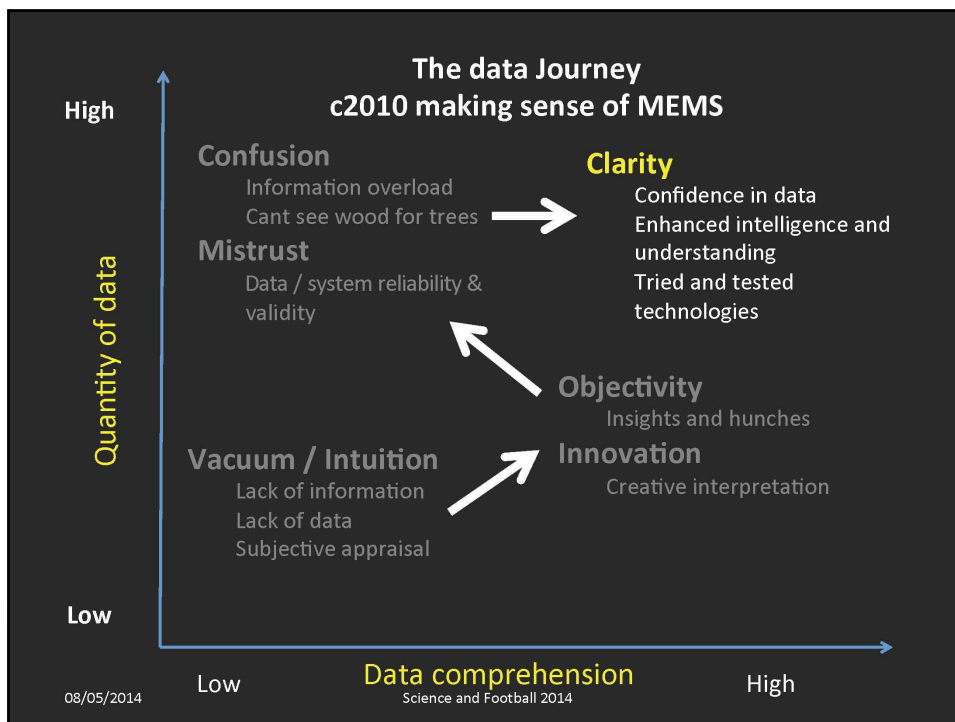 The data Journey
c2010 making sense of MEMS
High
Confusion
Information overload
Cant see wood for trees
Mistrust
Data / system reliability &
validity
Clarity
Confidence in data
Enhanced intelligence and
understanding
Tried and tested
technologies
Quantity of data
Objectivity
Insights and hunches
Innovation
Creative interpretation
Vacuum / Intuition
Lack of information
Lack of data
Subjective appraisal
Low
Low
Data comprehension
High
08/05/2014
Science and Football 2014